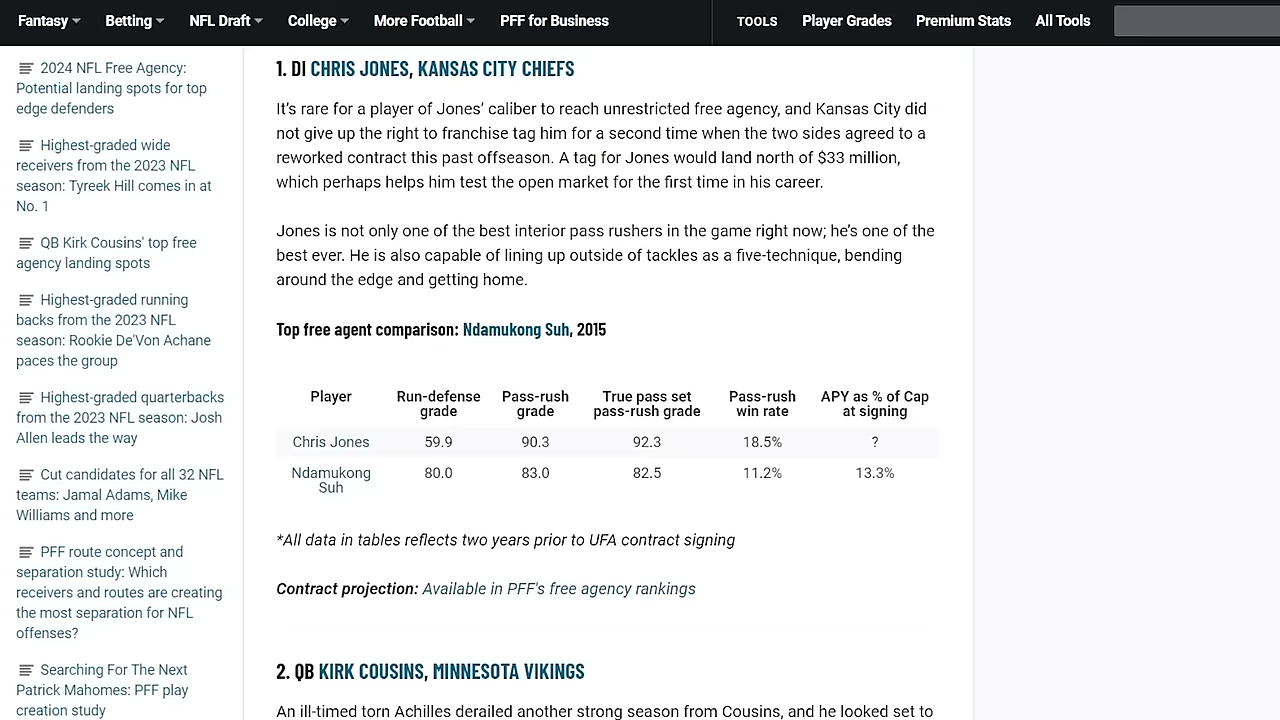 Fantasy Betting NFL Draft College More Football PFF for Business TOOLS Player Grades Premium Stats All Tools
2024 NFL Free Agency:
Potential landing spots for top
edge defenders
Highest-graded wide
receivers from the 2023 NFL
season: Tyreek Hill comes in at
No. 1
QB Kirk Cousins' top free
agency landing spots
Highest-graded running
backs from the 2023 NFL
season: Rookie De'Von Achane
paces the group
Highest-graded quarterbacks
from the 2023 NFL season: Josh
Allen leads the way
Cut candidates for all 32 NFL
teams: Jamal Adams, Mike
Williams and more
PFF route concept and
separation study: Which
receivers and routes are creating
the most separation for NFL
offenses?
Searching For The Next
Patrick Mahomes: PFF play
creation study
1. DI CHRIS JONES, KANSAS CITY CHIEFS
It's rare for a player of Jones' caliber to reach unrestricted free agency, and Kansas City did
not give up the right to franchise tag him for a second time when the two sides agreed to a
reworked contract this past offseason. A tag for Jones would land north of $33 million,
which perhaps helps him test the open market for the first time in his career.
Jones is not only one of the best interior pass rushers in the game right now; he's one of the
best ever. He is also capable of lining up outside of tackles as a five-technique, bending
around the edge and getting home.
Top free agent comparison: Ndamukong Suh, 2015
Player Run-defense Pass-rush True pass set Pass-rush APY as % of Cap
grade grade pass-rush grade win rate at signing
Chris Jones 59.9 90.3 92.3 18.5% ?
Ndamukong 80.0 83.0 82.5 11.2% 13.3%
Suh
*All data in tables reflects two years prior to UFA contract signing
Contract projection: Available in PFF's free agency rankings
2. QB KIRK COUSINS, MINNESOTA VIKINGS
An ill-timed torn Achilles derailed another strong season from Cousins, and he looked set to